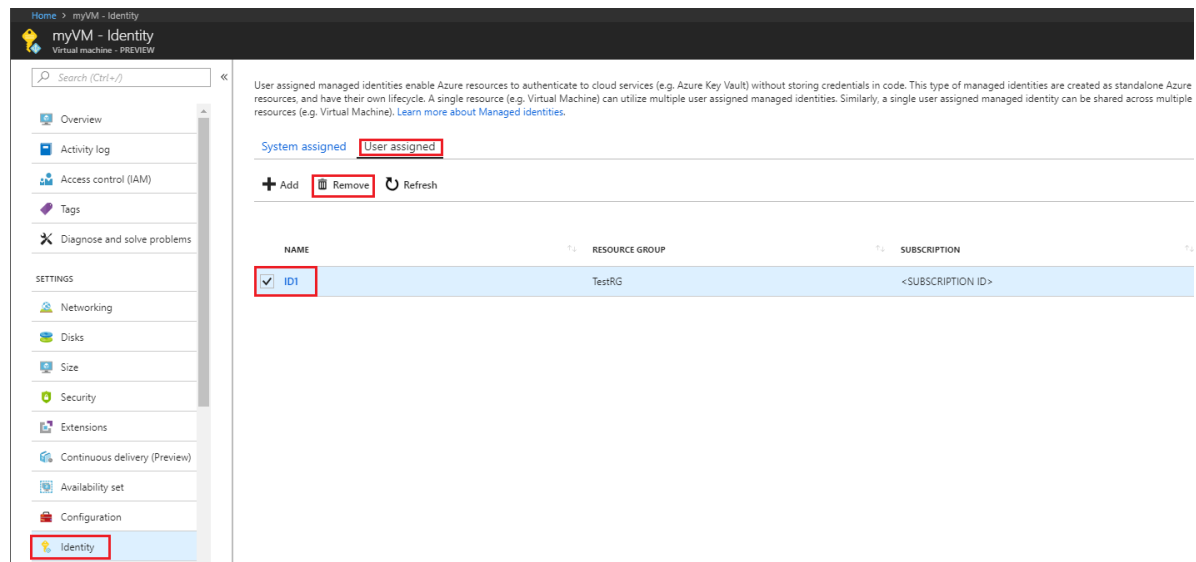 Home > myVM - Identity
myVM - Identity
Virtual machine - PREVIEW
Search (Ctrl+/)
«
Overview
Activity log
Access control (IAM)
Tags
Diagnose and solve problems
SETTINGS
Networking
Disks
Size
Security
Extensions
Continuous delivery (Preview)
Availability set
Configuration
Identity
User assigned managed identities enable Azure resources to authenticate to cloud services (e.g. Azure Key Vault) without storing credentials in code. This type of managed identities are created as standalone Azure
resources, and have their own lifecycle. A single resource (e.g. Virtual Machine) can utilize multiple user assigned managed identities. Similarly, a single user assigned managed identity can be shared across multiple
resources (e.g. Virtual Machine). Learn more about Managed identities.
System assigned User assigned
Add Remove Refresh
NAME RESOURCE GROUP SUBSCRIPTION
ID1 TestRG <SUBSCRIPTION ID>